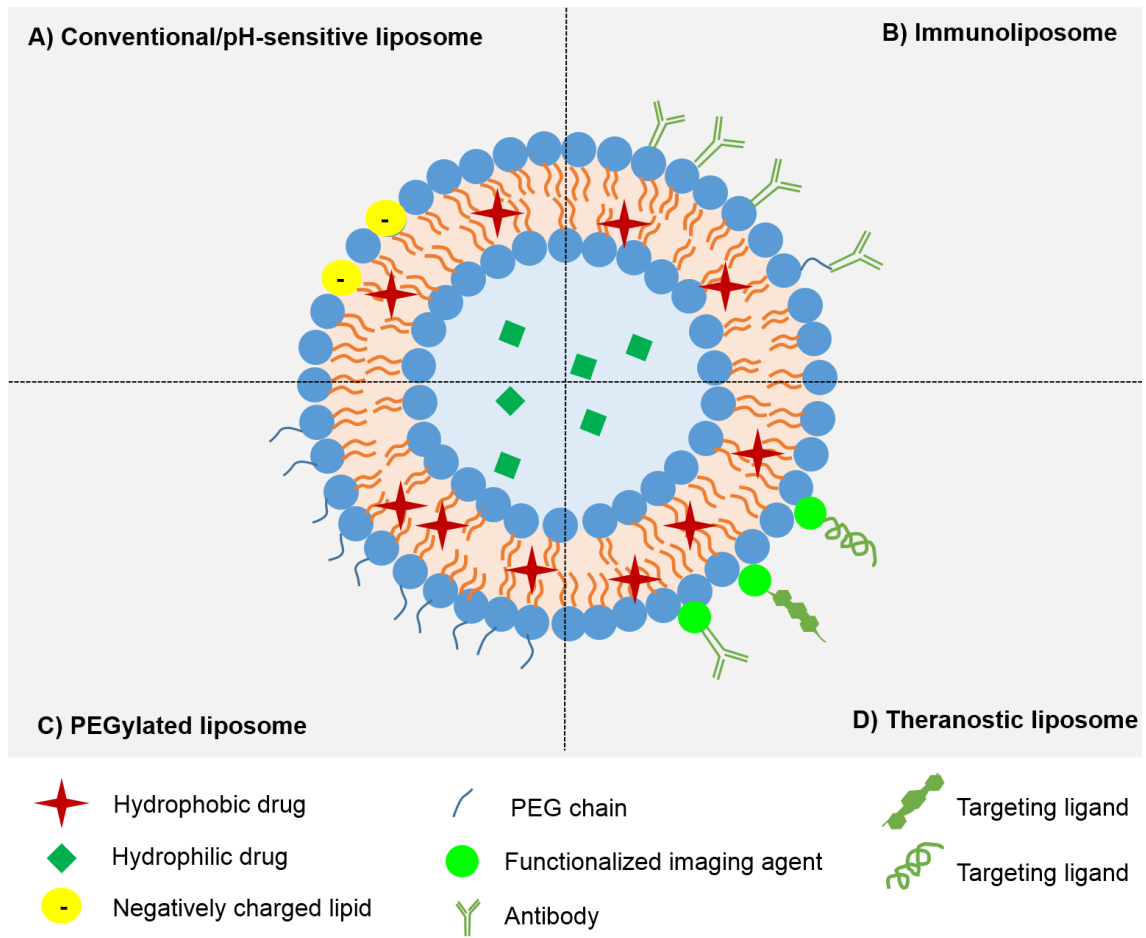 A) Conventional/pH-sensitive liposome
B) Immunoliposome
-
-
C) PEGylated liposome
D) Theranostic liposome
Hydrophobic drug
PEG chain
Targeting ligand
Hydrophilic drug
Functionalized imaging agent
Targeting ligand
-
Negatively charged lipid
Antibody